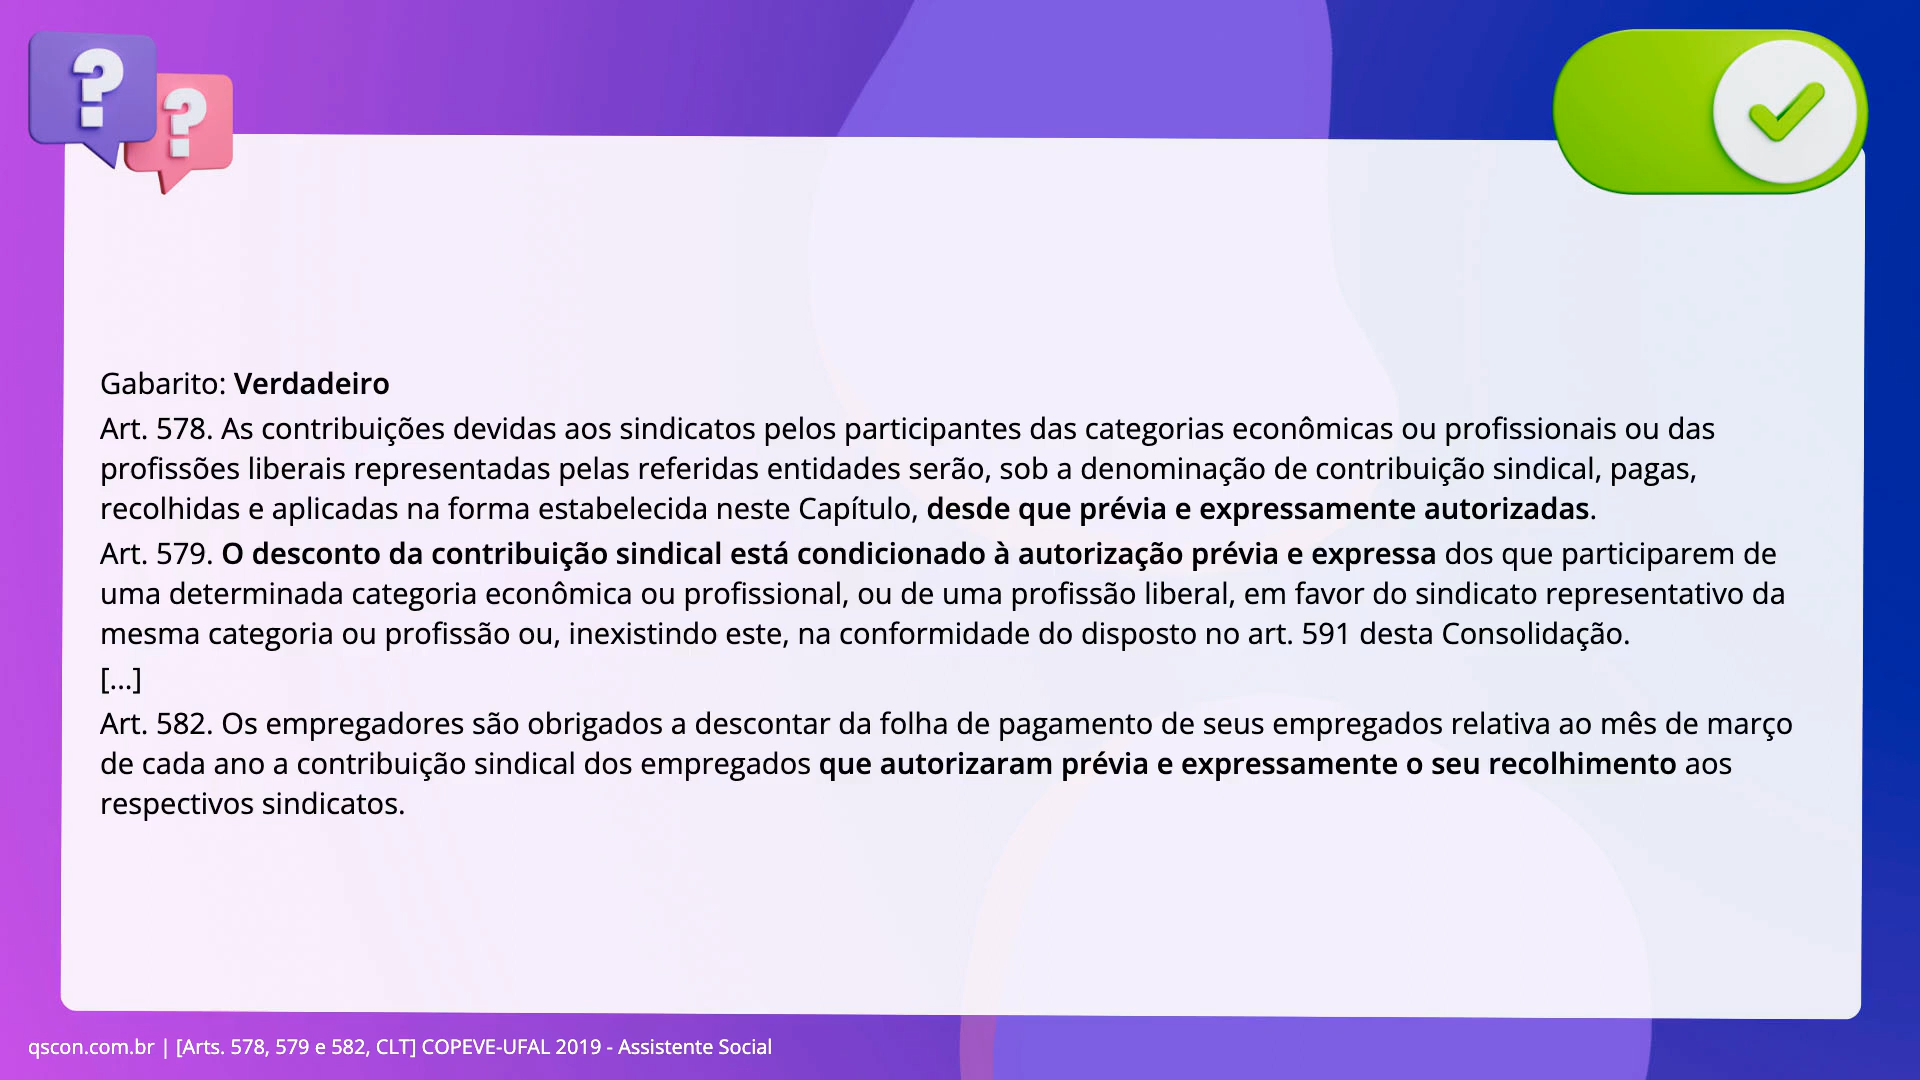 ? ?
Gabarito: Verdadeiro
Art. 578. As contribuições devidas aos sindicatos pelos participantes das categorias econômicas ou profissionais ou das
profissões liberais representadas pelas referidas entidades serão, sob a denominação de contribuição sindical, pagas,
recolhidas e aplicadas na forma estabelecida neste Capítulo, desde que prévia e expressamente autorizadas.
Art. 579. O desconto da contribuição sindical está condicionado à autorização prévia e expressa dos que participarem de
uma determinada categoria econômica ou profissional, ou de uma profissão liberal, em favor do sindicato representativo da
mesma categoria ou profissão ou, inexistindo este, na conformidade do disposto no art. 591 desta Consolidação.
[...]
Art. 582. Os empregadores são obrigados a descontar da folha de pagamento de seus empregados relativa ao mês de março
de cada ano a contribuição sindical dos empregados que autorizaram prévia e expressamente o seu recolhimento aos
respectivos sindicatos.
qscon.com.br | [Arts. 578, 579 e 582, CLT] COPEVE-UFAL 2019 - Assistente Social